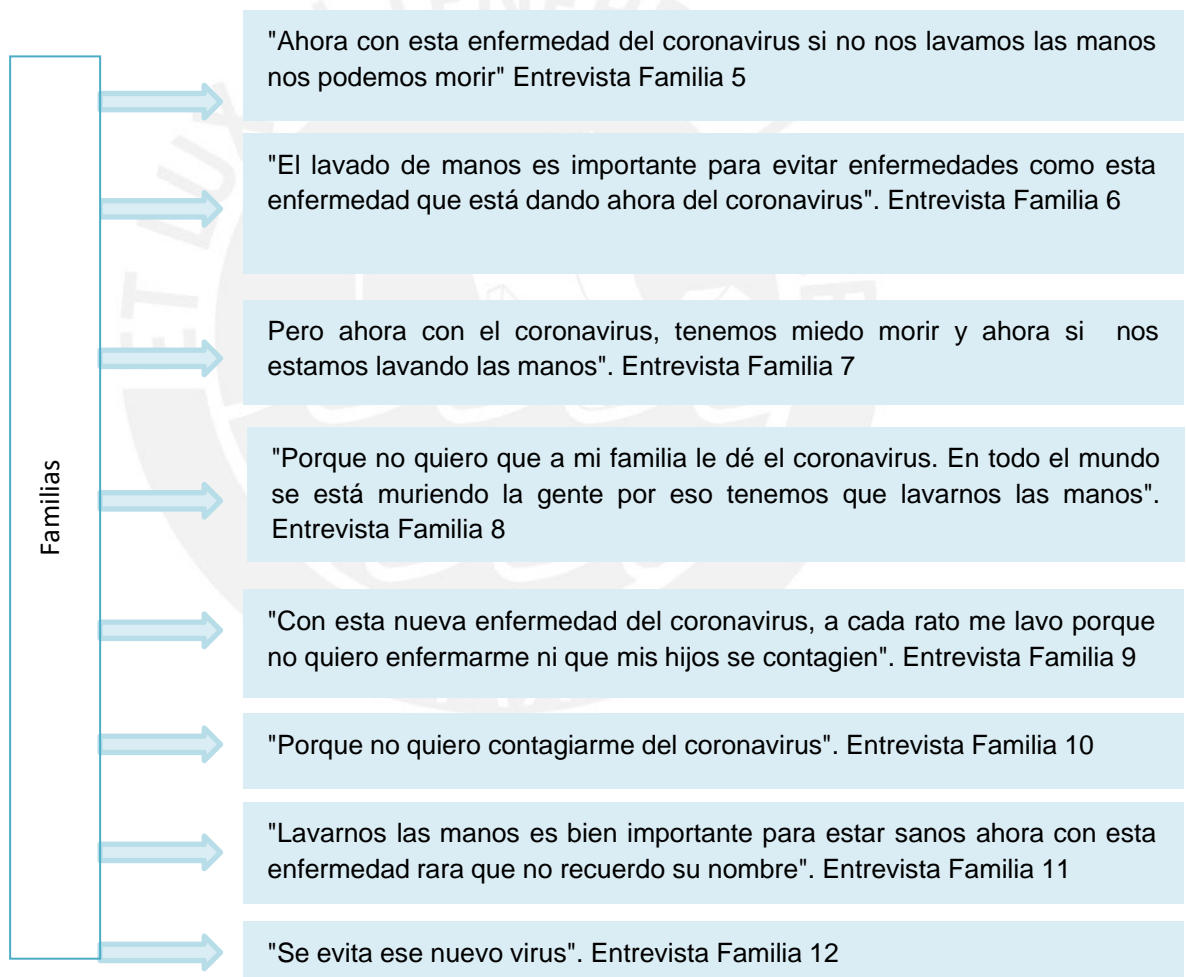 "Ahora con esta enfermedad del coronavirus si no nos lavamos las manos
nos podemos morir" Entrevista Familia 5
"El lavado de manos es importante para evitar enfermedades como esta
enfermedad que está dando ahora del coronavirus". Entrevista Familia 6
Pero ahora con el coronavirus, tenemos miedo morir y ahora si nos
estamos lavando las manos". Entrevista Familia 7
Familias
"Porque no quiero que a mi familia le dé el coronavirus. En todo el mundo
se está muriendo la gente por eso tenemos que lavarnos las manos".
Entrevista Familia 8
"Con esta nueva enfermedad del coronavirus, a cada rato me lavo porque
no quiero enfermarme ni que mis hijos se contagien". Entrevista Familia 9
"Porque no quiero contagiarme del coronavirus". Entrevista Familia 10
"Lavarnos las manos es bien importante para estar sanos ahora con esta
enfermedad rara que no recuerdo su nombre". Entrevista Familia 11
"Se evita ese nuevo virus". Entrevista Familia 12